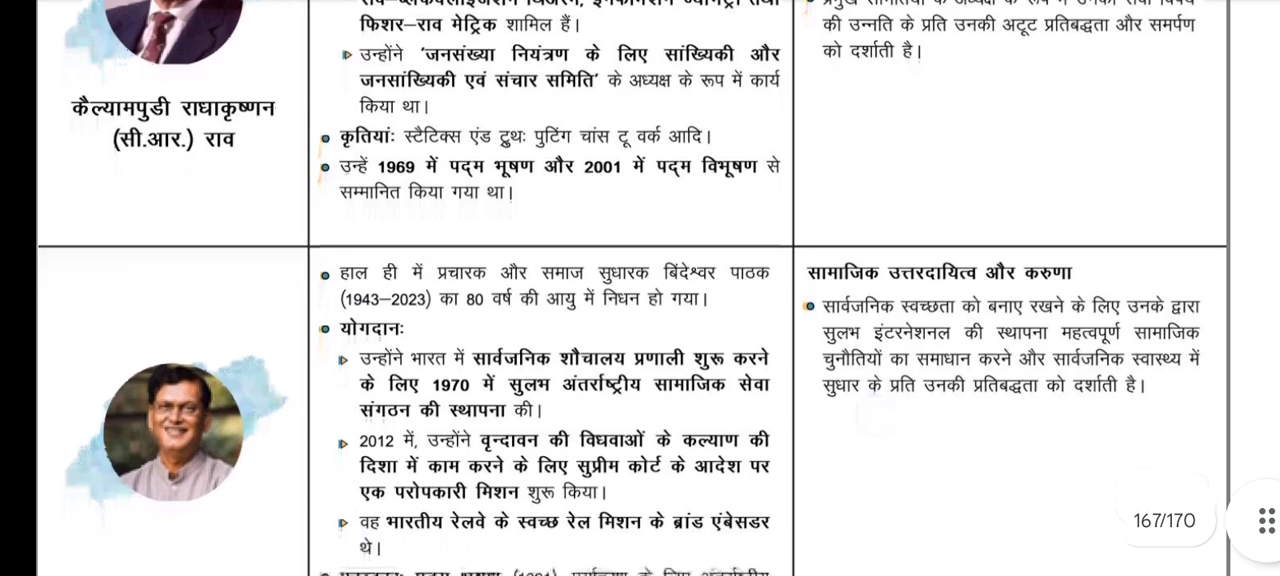 फिशर–राव मेट्रिक शामिल हैं।
उन्होंने 'जनसंख्या नियंत्रण के लिए सांख्यिकी और
जनसांख्यिकी एवं संचार समिति' के अध्यक्ष के रूप में कार्य
किया था।
कृतियां: स्टैटिक्स एंड ट्रुथ: पुटिंग चांस टू वर्क आदि।
उन्हें 1969 में पद्म भूषण और 2001 में पद्म विभूषण से
सम्मानित किया गया था।
कैल्यामपुडी राधाकृष्णन
(सी.आर.) राव
की उन्नति के प्रति उनकी अटूट प्रतिबद्धता और समर्पण
को दर्शाती है।
हाल ही में प्रचारक और समाज सुधारक बिंदेश्वर पाठक
(1943–2023) का 80 वर्ष की आयु में निधन हो गया।
योगदान:
उन्होंने भारत में सार्वजनिक शौचालय प्रणाली शुरू करने
के लिए 1970 में सुलभ अंतर्राष्ट्रीय सामाजिक सेवा
संगठन की स्थापना की।
2012 में, उन्होंने वृन्दावन की विधवाओं के कल्याण की
दिशा में काम करने के लिए सुप्रीम कोर्ट के आदेश पर
एक परोपकारी मिशन शुरू किया।
वह भारतीय रेलवे के स्वच्छ रेल मिशन के ब्रांड एंबेसडर
थे।
सामाजिक उत्तरदायित्व और करुणा
सार्वजनिक स्वच्छता को बनाए रखने के लिए उनके द्वारा
सुलभ इंटरनेशनल की स्थापना महत्वपूर्ण सामाजिक
चुनौतियों का समाधान करने और सार्वजनिक स्वास्थ्य में
सुधार के प्रति उनकी प्रतिबद्धता को दर्शाती है।
167/170